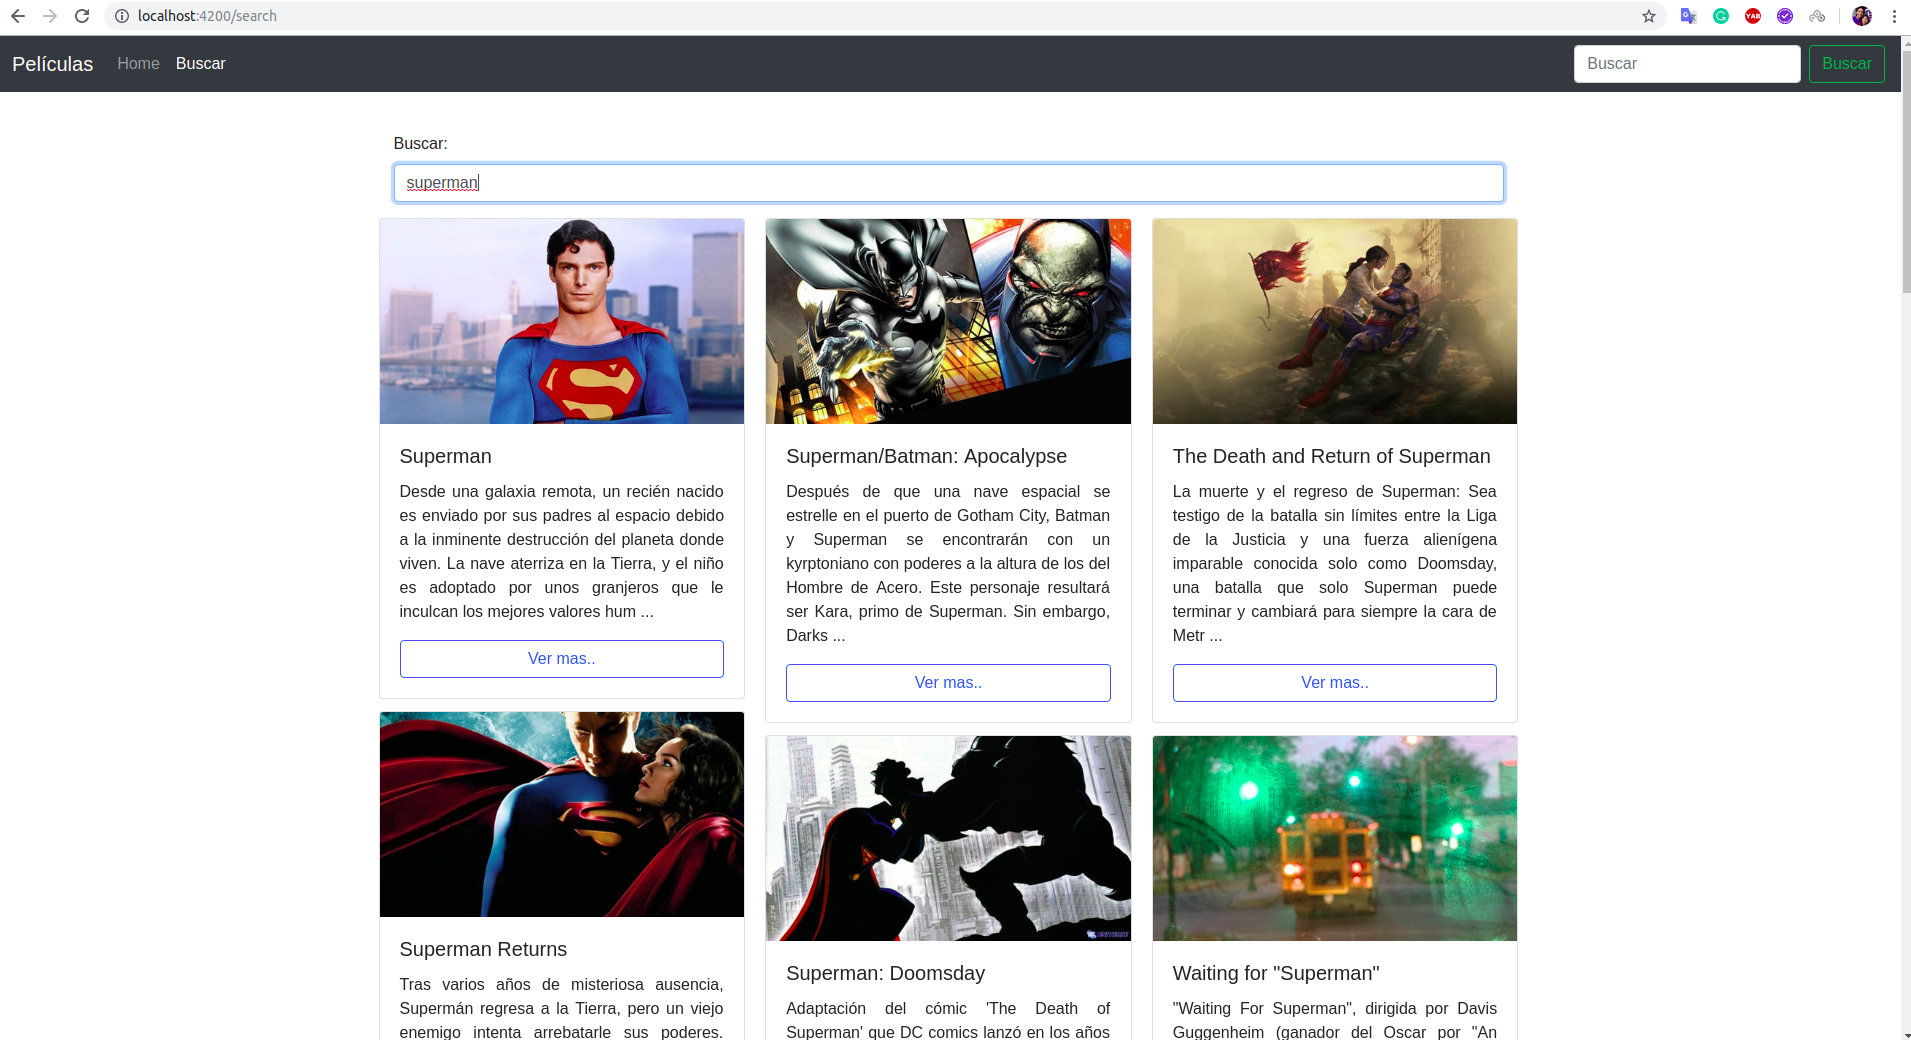 localhost:4200/search
YAB
Películas Home Buscar Buscar Buscar
Buscar:
superman
Superman
Desde una galaxia remota, un recién nacido
es enviado por sus padres al espacio debido
a la inminente destrucción del planeta donde
viven. La nave aterriza en la Tierra, y el niño
es adoptado por unos granjeros que le
inculcan los mejores valores hum ...
Ver mas..
Superman/Batman: Apocalypse
Después de que una nave espacial se
estrelle en el puerto de Gotham City, Batman
y Superman se encontrarán con un
kyrptoniano con poderes a la altura de los del
Hombre de Acero. Este personaje resultará
ser Kara, primo de Superman. Sin embargo,
Darks ...
Ver mas..
The Death and Return of Superman
La muerte y el regreso de Superman: Sea
testigo de la batalla sin límites entre la Liga
de la Justicia y una fuerza alienígena
imparable conocida solo como Doomsday,
una batalla que solo Superman puede
terminar y cambiará para siempre la cara de
Metr ...
Ver mas..
Superman Returns
Tras varios años de misteriosa ausencia,
Supermán regresa a la Tierra, pero un viejo
enemigo intenta arrebatarle sus poderes.
Superman: Doomsday
Adaptación del cómic 'The Death of
Superman' que DC comics lanzó en los años
Waiting for "Superman"
"Waiting For Superman", dirigida por Davis
Guggenheim (ganador del Oscar por "An